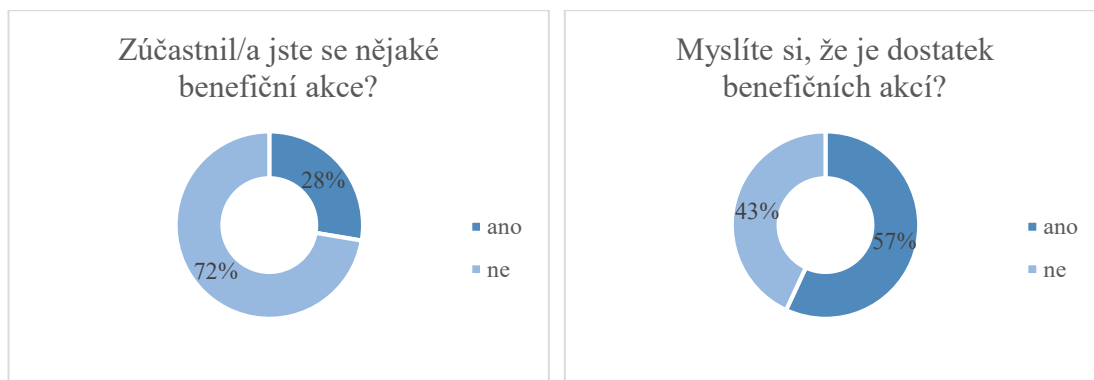 Zúčastnil/a jste se nějaké
benefiční akce?
28%
72%
ano
ne
Myslíte si, že je dostatek
benefičních akcí?
43%
57%
ano
ne